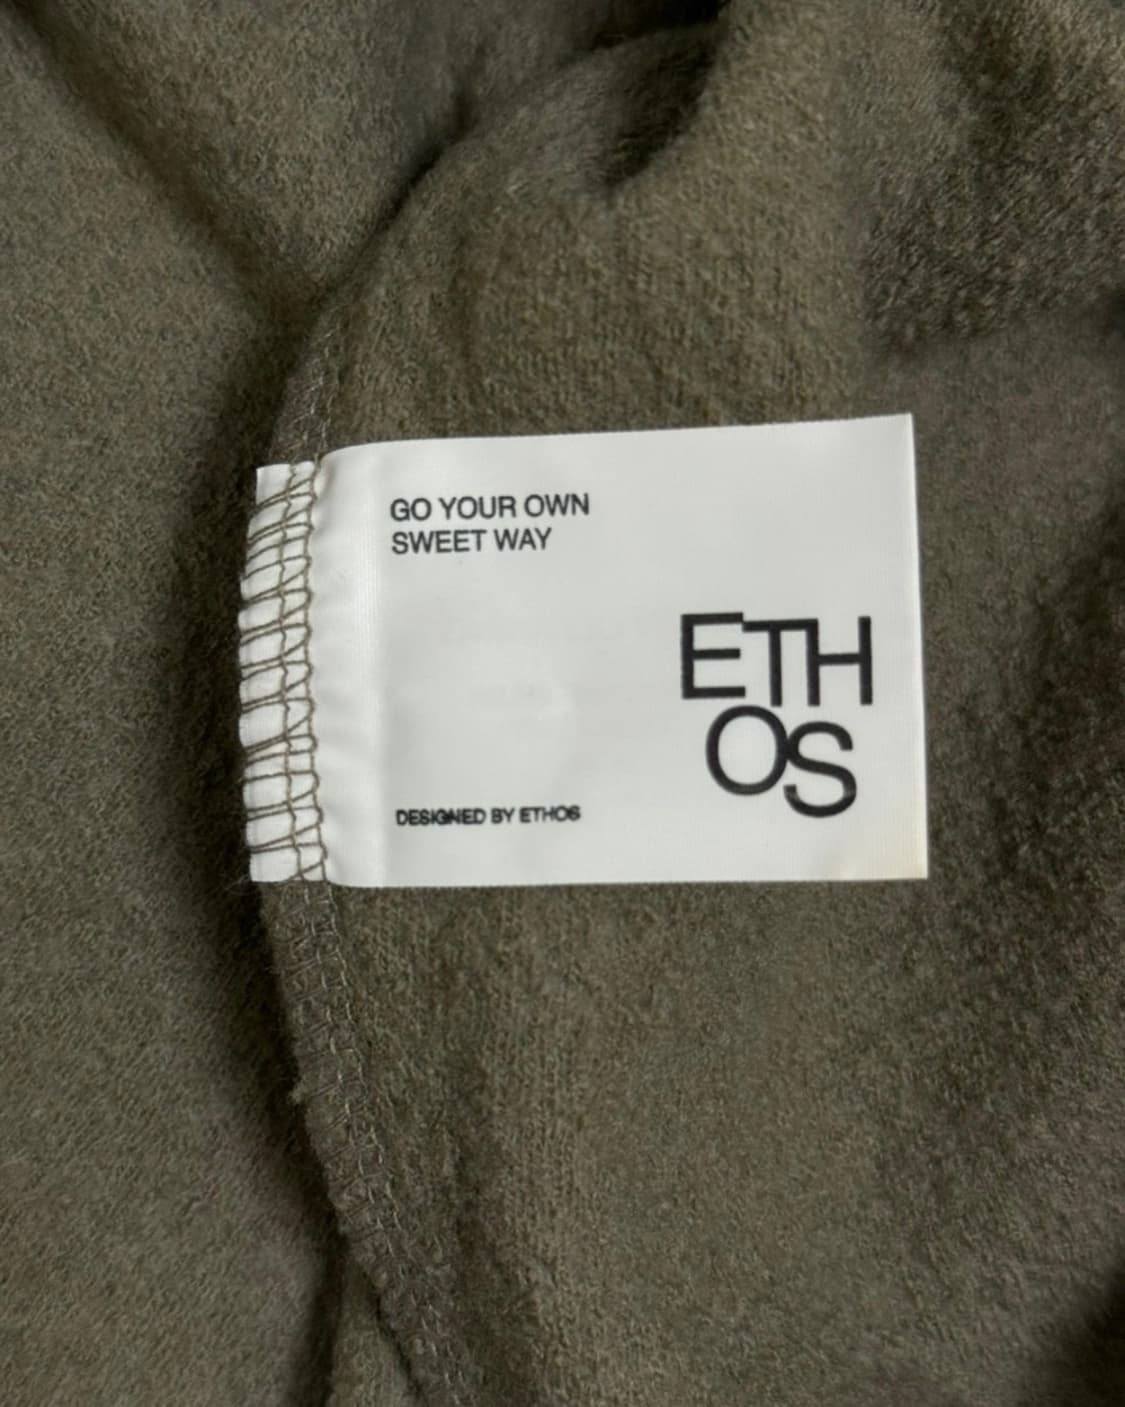 GO YOUR OWN
SWEET WAY
ETH
OS
DESIGNED BY ETHOS